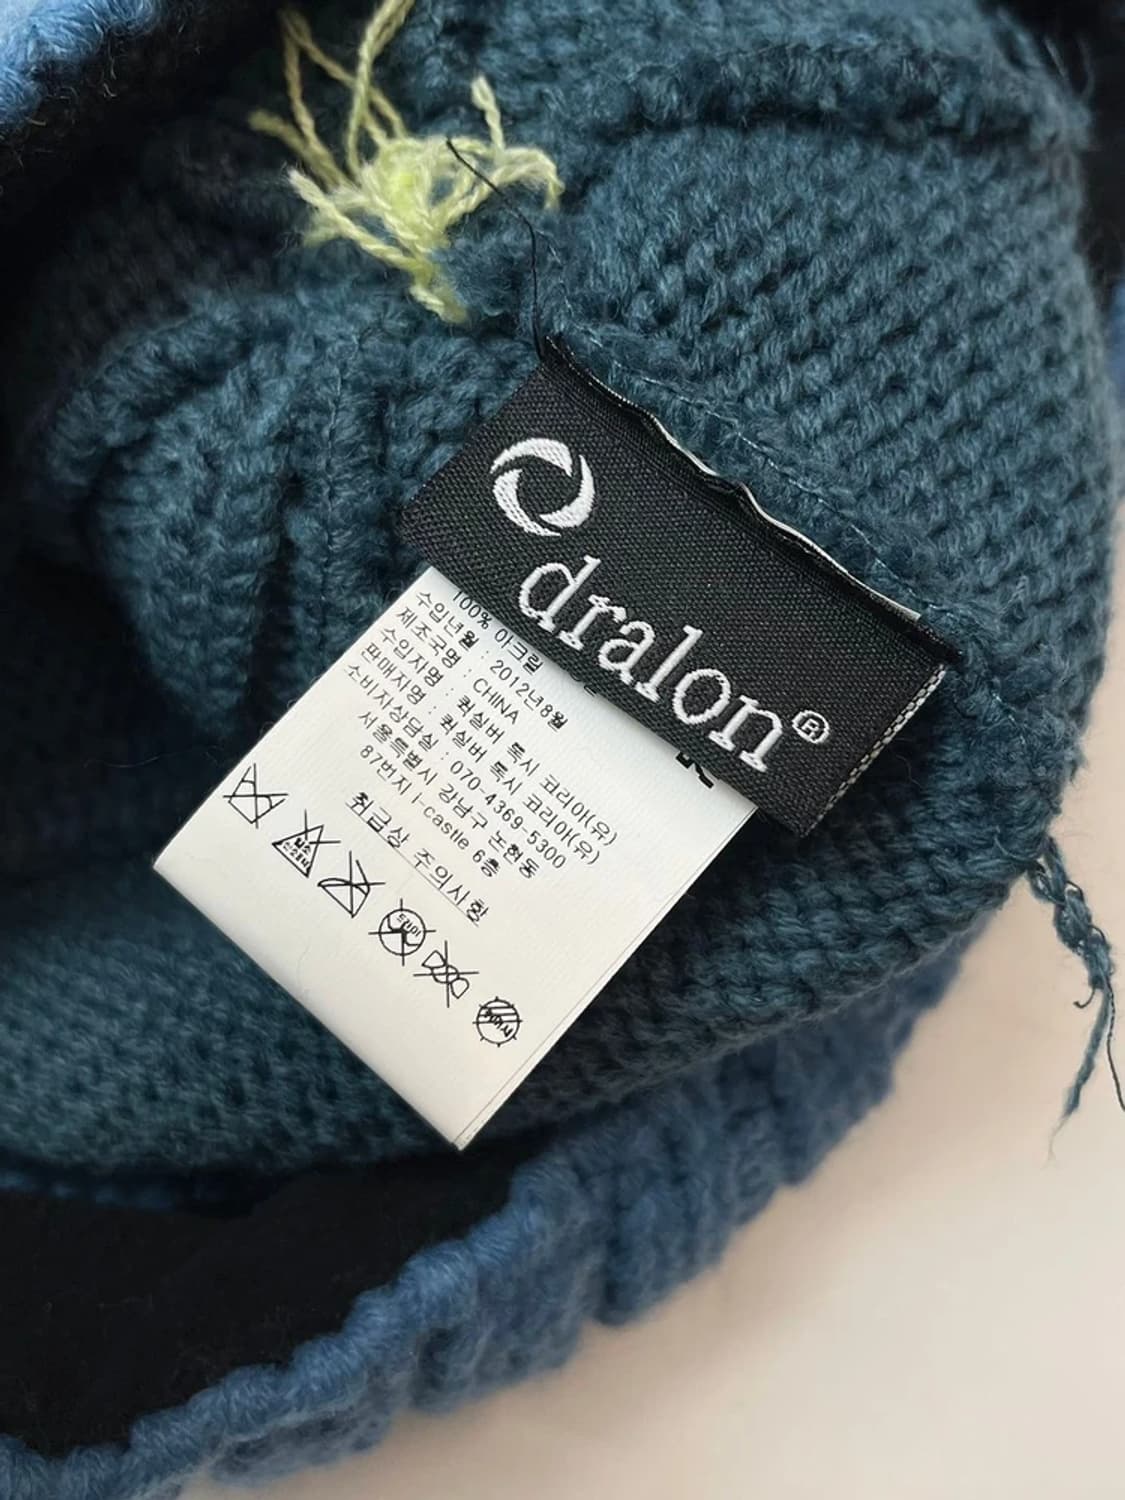 dralon®
100% 아크릴
수입년월 : 2012년8월
제조국명 : CHINA
수입자명 : 퀵실버 록시 코리아(유)
판매자명 : 퀵실버 록시 코리아(유)
소비자상담실 : 070-4369-5300
서울특별시 강남구 논현동
87번지 i-castle 6층
취급상 주의사항